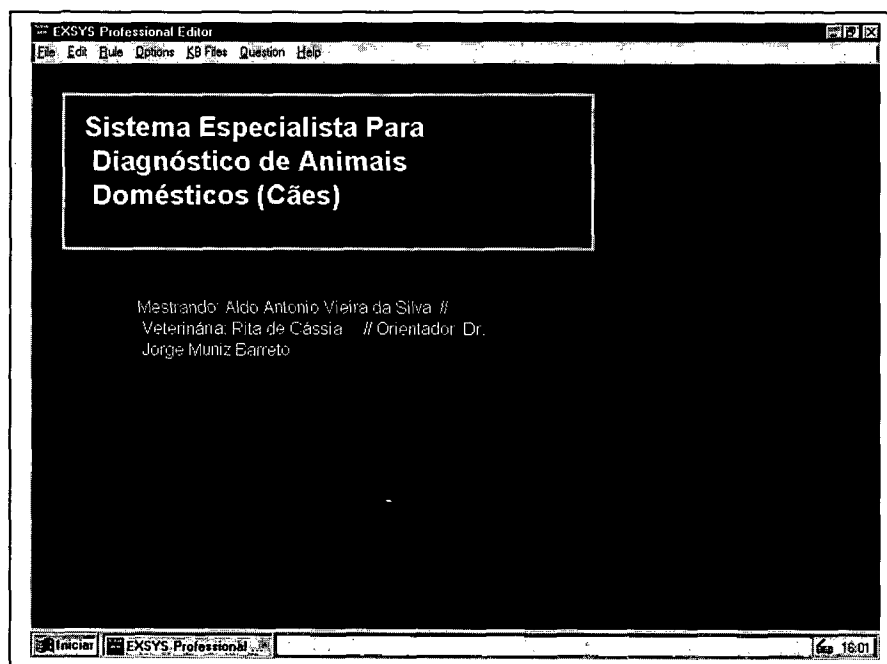 EXSYS Professional Editor
File Edit Rule Options KB Files Question Help
Sistema Especialista Para
Diagnóstico de Animais
Domésticos (Cães)
Mestrando: Aldo Antonio Vieira da Silva //
Veterinária: Rita de Cássia // Orientador: Dr.
Jorge Muniz Barreto
Iniciar EXSYS Professional 16:01